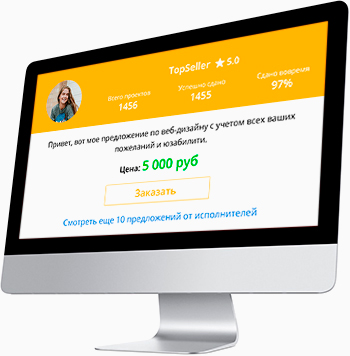 TopSeller ★ 5.0
Всего проектов
1456
Успешно сдано
1455
Сдано вовремя
97%
Привет, вот мое предложение по веб-дизайну с учетом всех ваших
пожеланий и юзабилити.
Цена: 5 000 руб
Заказать
Смотреть еще 10 предложений от исполнителей